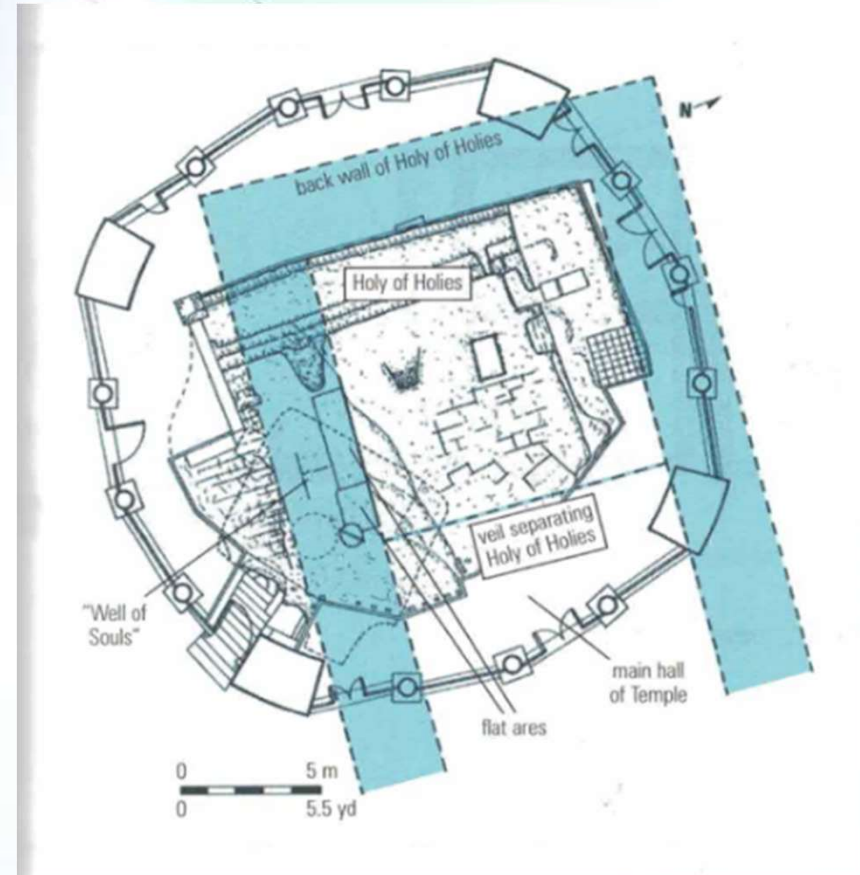 N
back wall of Holy of Holies
Holy of Holies
veil separating
Holy of Holies
"Well of
Souls"
main hall
of Temple
flat ares
0 5 m
0 5.5 yd